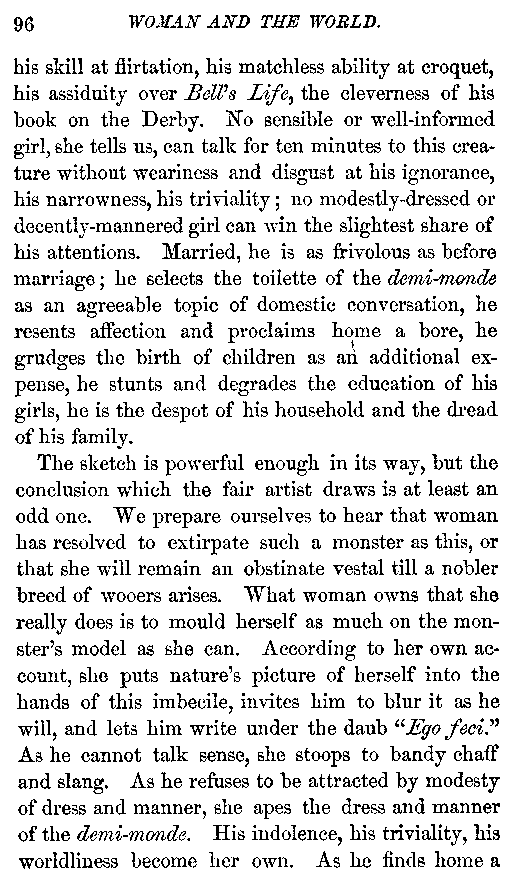 96 WOMAN AND THE WORLD.
his skill at flirtation, his matchless ability at croquet,
his assiduity over Bell's Life, the cleverness of his
book on the Derby. No sensible or well-informed
girl, she tells us, can talk for ten minutes to this crea-
ture without weariness and disgust at his ignorance,
his narrowness, his triviality; no modestly-dressed or
decently-mannered girl can win the slightest share of
his attentions. Married, he is as frivolous as before
marriage; he selects the toilette of the demi-monde
as an agreeable topic of domestic conversation, he
resents affection and proclaims home a bore, he
grudges the birth of children as an additional ex-
pense, he stunts and degrades the education of his
girls, he is the despot of his household and the dread
of his family.
The sketch is powerful enough in its way, but the
conclusion which the fair artist draws is at least an
odd one. We prepare ourselves to hear that woman
has resolved to extirpate such a monster as this, or
that she will remain an obstinate vestal till a nobler
breed of wooers arises. What woman owns that she
really does is to mould herself as much on the mon-
ster's model as she can. According to her own ac-
count, she puts nature's picture of herself into the
hands of this imbecile, invites him to blur it as he
will, and lets him write under the daub "Ego feci."
As he cannot talk sense, she stoops to bandy chaff
and slang. As he refuses to be attracted by modesty
of dress and manner, she apes the dress and manner
of the demi-monde. His indolence, his triviality, his
worldliness become her own. As he finds home a